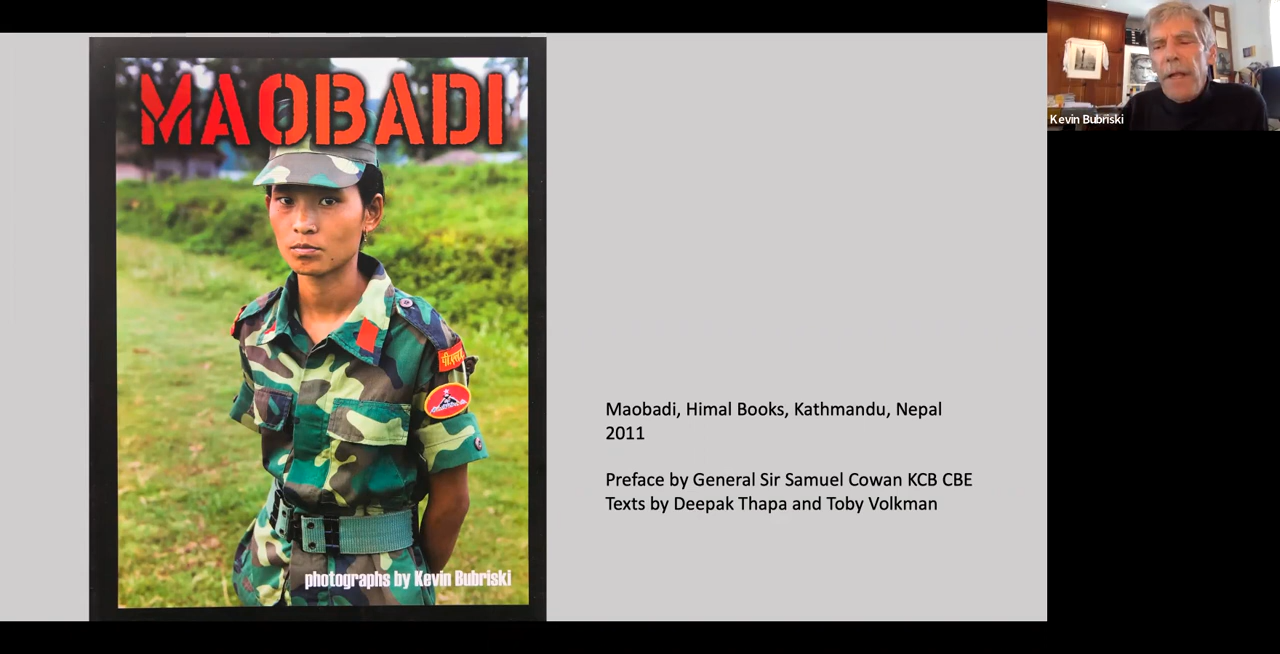 MAOBADI
पी.एल.ए
photographs by Kevin Bubriski
Maobadi, Himal Books, Kathmandu, Nepal
2011
Preface by General Sir Samuel Cowan KCB CBE
Texts by Deepak Thapa and Toby Volkman
Kevin Bubriski